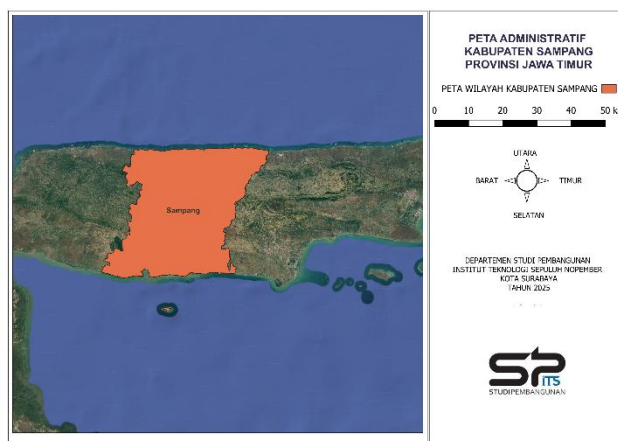 PETA ADMINISTRATIF
KABUPATEN SAMPANG
PROVINSI JAWA TIMUR
PETA WILAYAH KABUPATEN SAMPANG
0 10 20 30 40 50 k
UTARA
BARAT
TIMUR
SELATAN
Sampang
DEPARTEMEN STUDI PEMBANGUNAN
INSTITUT TEKNOLOGI SEPULUH NOPEMBER
KOTA SURABAYA
TAHUN 2025
SP
ITS
STUDIPEMBANGUNAN